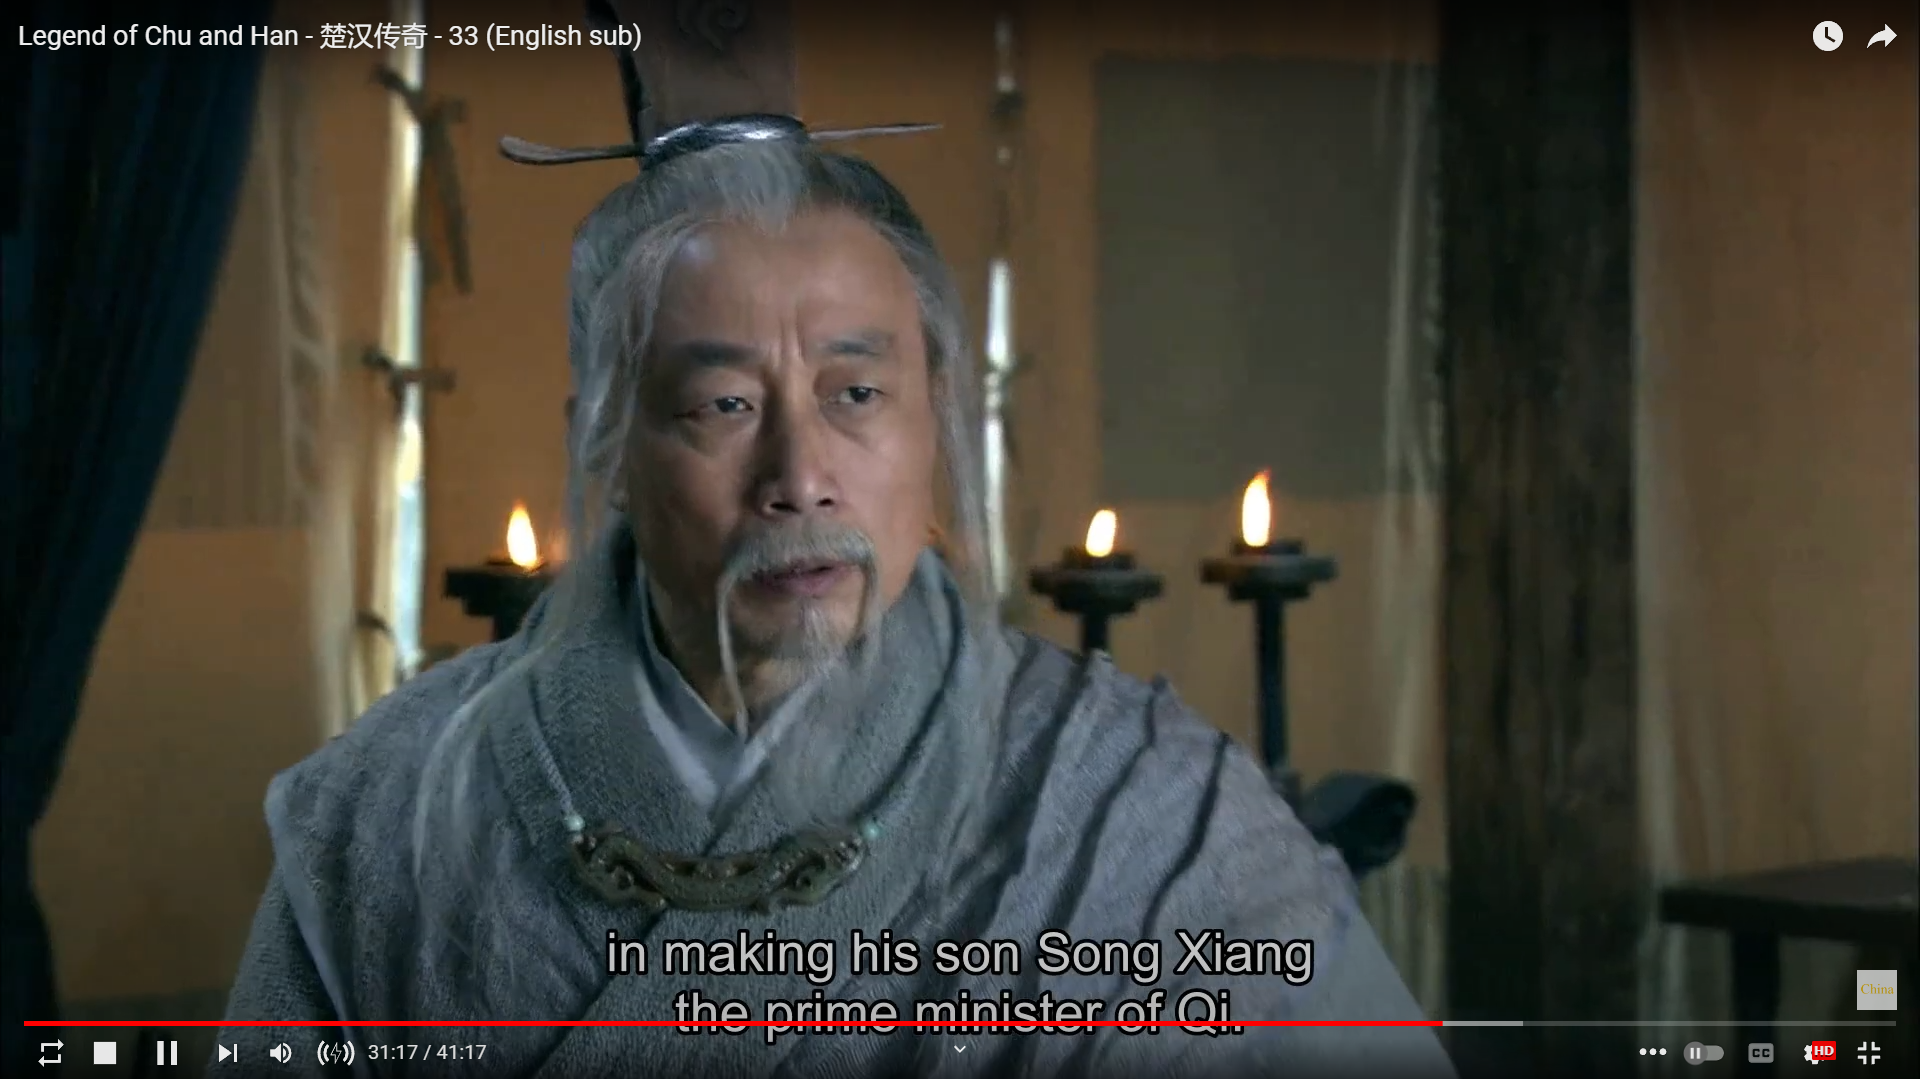 Legend of Chu and Han - 楚汉传奇 - 33 (English sub)
in making his son Song Xiang
the prime minister of Qi.
China
31:17 / 41:17
CC
HD